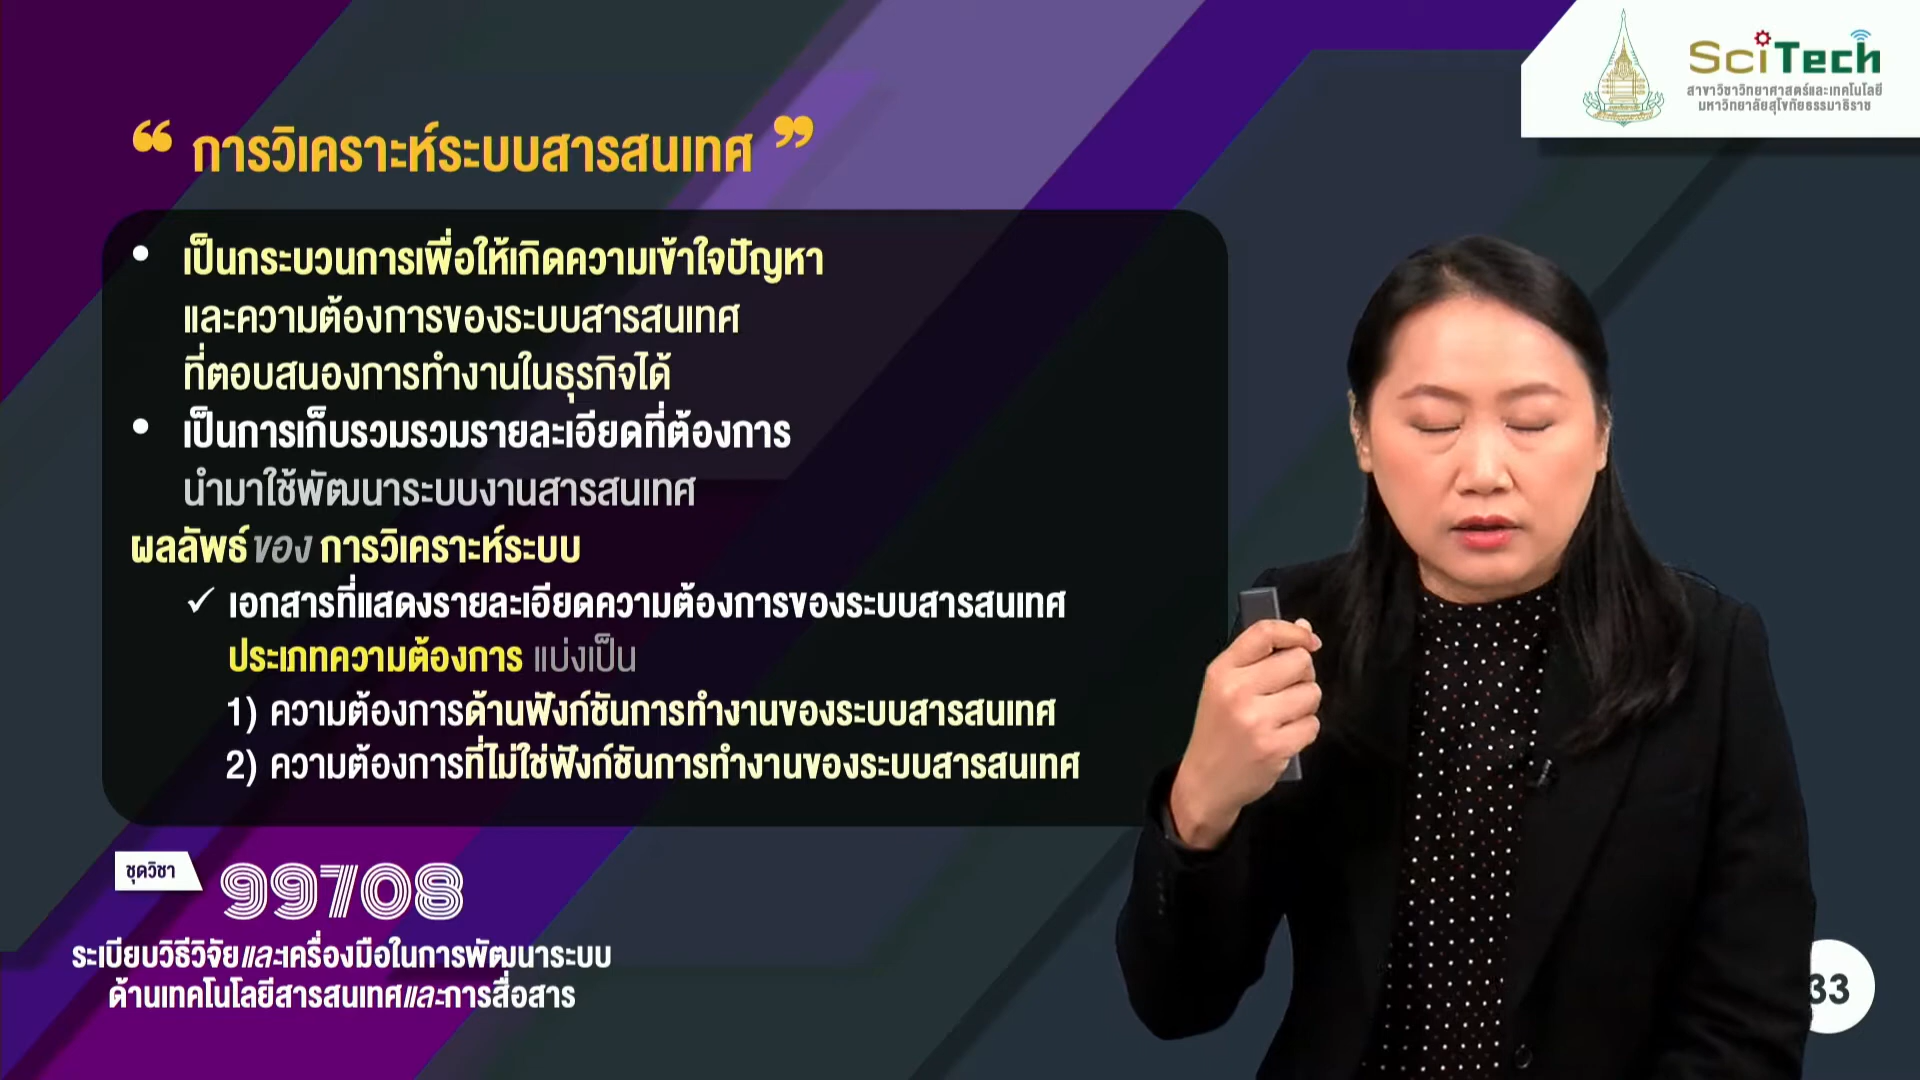 SciTech
สาขาวิชาวิทยาศาสตร์และเทคโนโลยี
มหาวิทยาลัยสุโขทัยธรรมาธิราช
“ การวิเคราะห์ระบบสารสนเทศ ”
• เป็นกระบวนการเพื่อให้เกิดความเข้าใจปัญหา
และความต้องการของระบบสารสนเทศ
ที่ตอบสนองการทำงานในธุรกิจได้
• เป็นการเก็บรวมรวมรายละเอียดที่ต้องการ
นำมาใช้พัฒนาระบบงานสารสนเทศ
ผลลัพธ์ของ การวิเคราะห์ระบบ
✓ เอกสารที่แสดงรายละเอียดความต้องการของระบบสารสนเทศ
ประเภทความต้องการ แบ่งเป็น
1) ความต้องการด้านฟังก์ชันการทำงานของระบบสารสนเทศ
2) ความต้องการที่ไม่ใช่ฟังก์ชันการทำงานของระบบสารสนเทศ
ชุดวิชา 99708
ระเบียบวิธีวิจัยและเครื่องมือในการพัฒนาระบบ
ด้านเทคโนโลยีสารสนเทศและการสื่อสาร
33